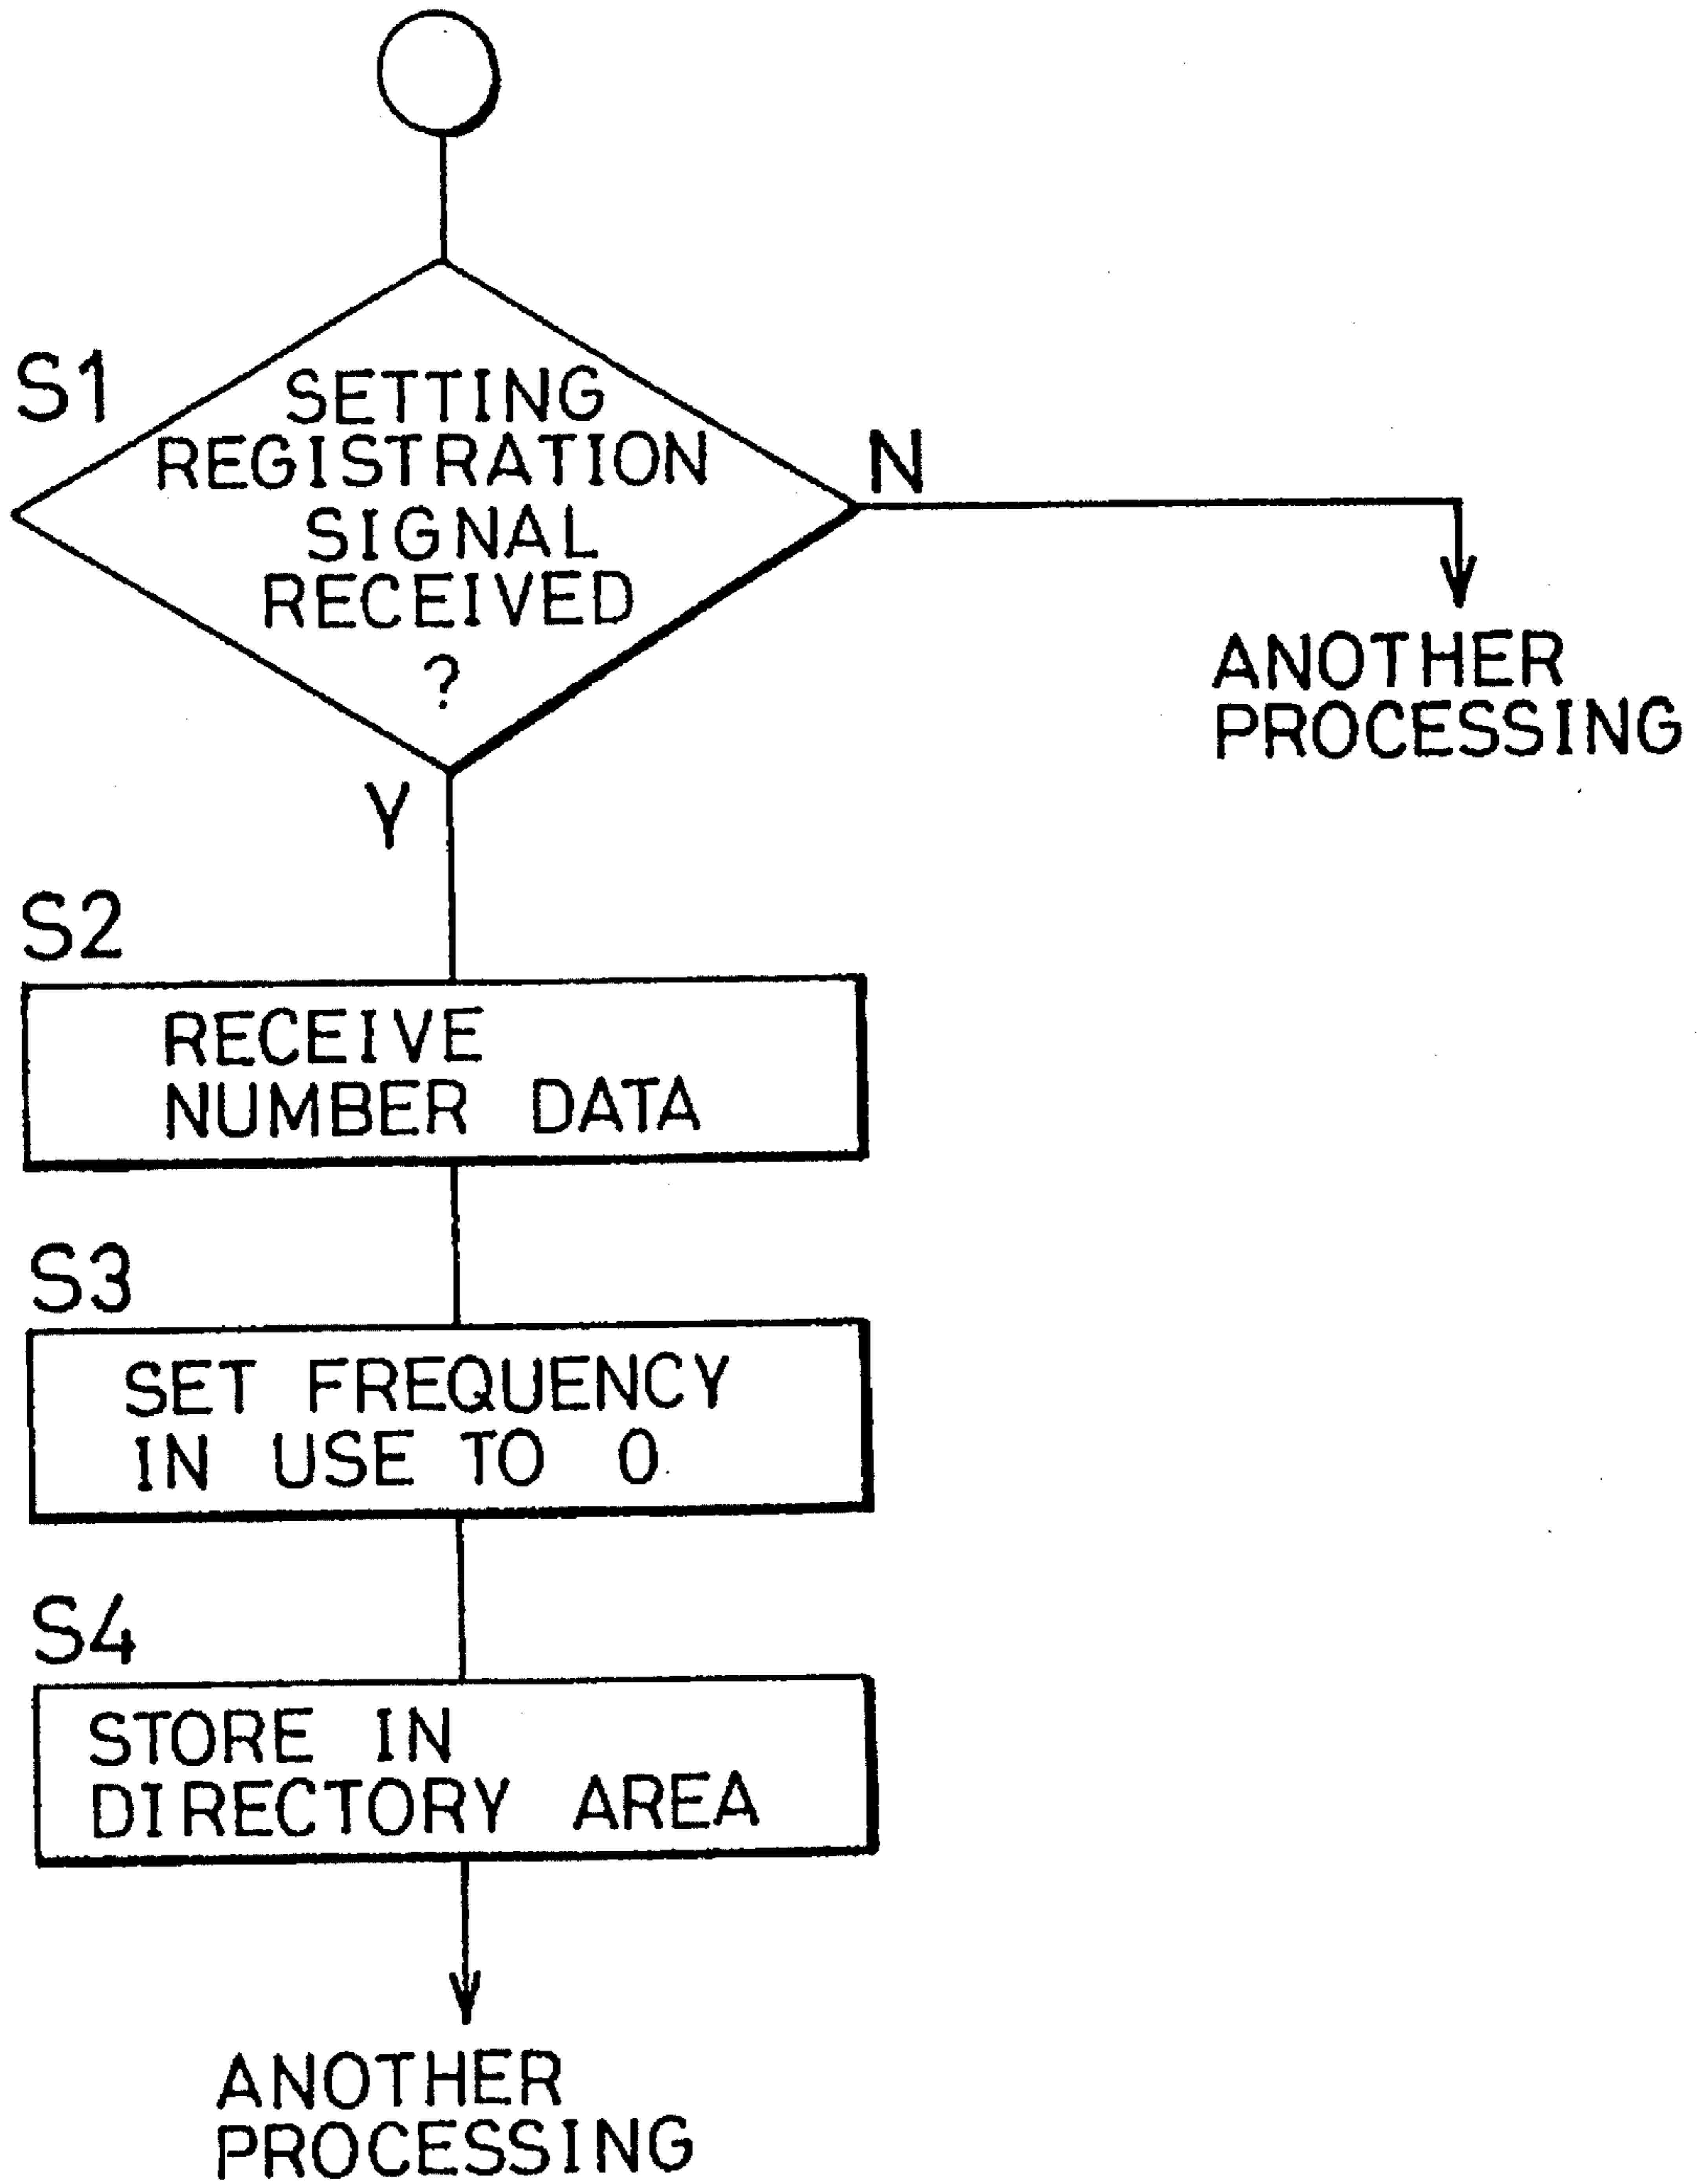 S1
SETTING
REGISTRATION
SIGNAL
RECEIVED
?
N
ANOTHER
PROCESSING
Y
S2
RECEIVE
NUMBER DATA
S3
SET FREQUENCY
IN USE TO 0
S4
STORE IN
DIRECTORY AREA
ANOTHER
PROCESSING